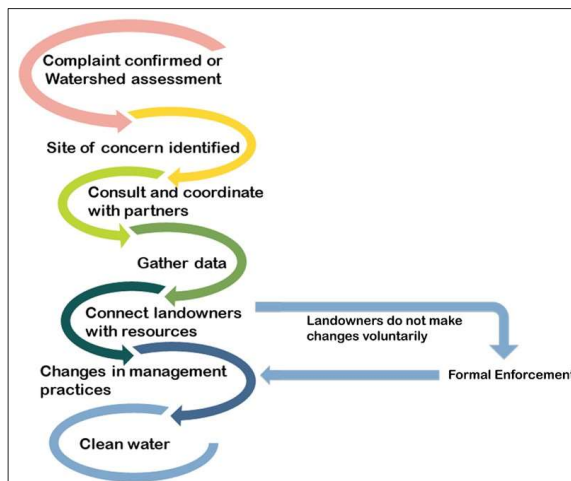 Complaint confirmed or
Watershed assessment
Site of concern identified
Consult and coordinate
with partners
Gather data
Connect landowners
with resources
Landowners do not make
changes voluntarily
Changes in management
practices
Formal Enforcement
Clean water